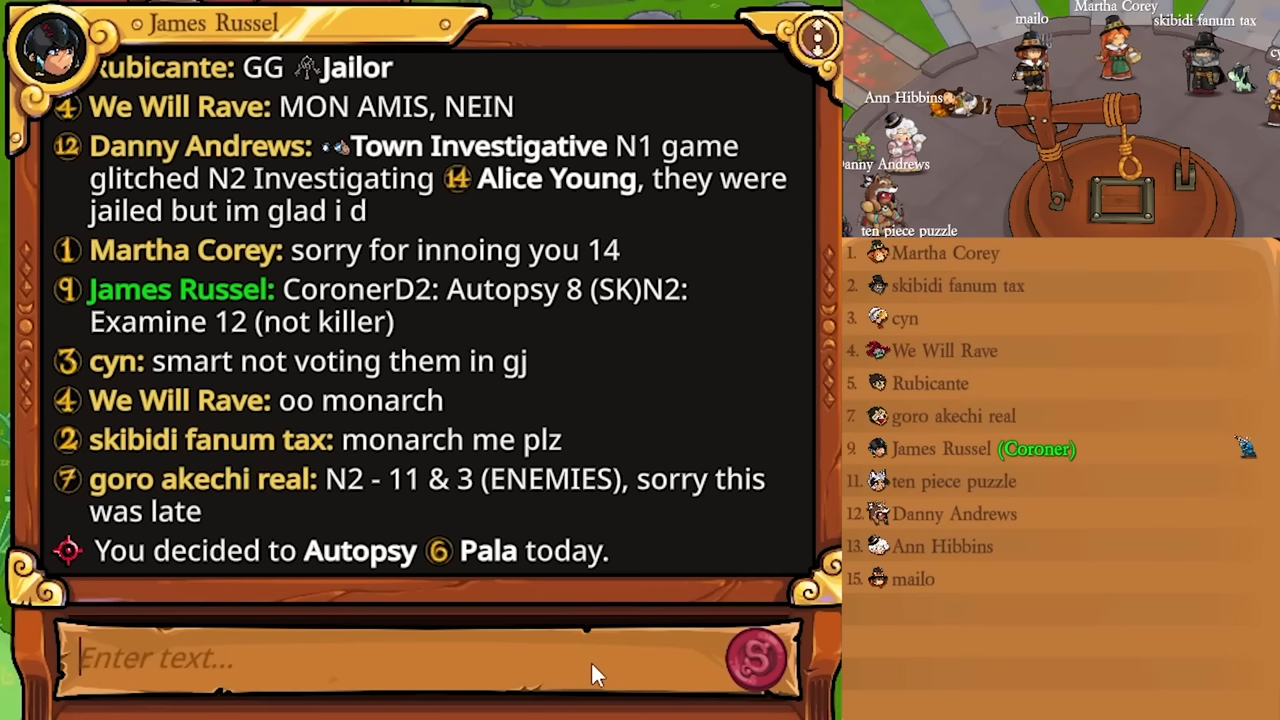 James Russel
Rubicante: GG Jailor
4 We Will Rave: MON AMIS, NEIN
12 Danny Andrews: Town Investigative N1 game
glitched N2 Investigating 14 Alice Young, they were
jailed but im glad i d
1 Martha Corey: sorry for innoing you 14
9 James Russel: CoronerD2: Autopsy 8 (SK)N2:
Examine 12 (not killer)
3 cyn: smart not voting them in gj
4 We Will Rave: oo monarch
2 skibidi fanum tax: monarch me plz
7 goro akechi real: N2 - 11 & 3 (ENEMIES), sorry this
was late
You decided to Autopsy 6 Pala today.
Enter text...
S
mailo
Martha Corey
skibidi fanum tax
cy
Ann Hibbins
Danny Andrews
ten piece puzzle
1. Martha Corey
2. skibidi fanum tax
3. cyn
4. We Will Rave
5. Rubicante
7. goro akechi real
9. James Russel (Coroner)
11. ten piece puzzle
12. Danny Andrews
13. Ann Hibbins
15. mailo